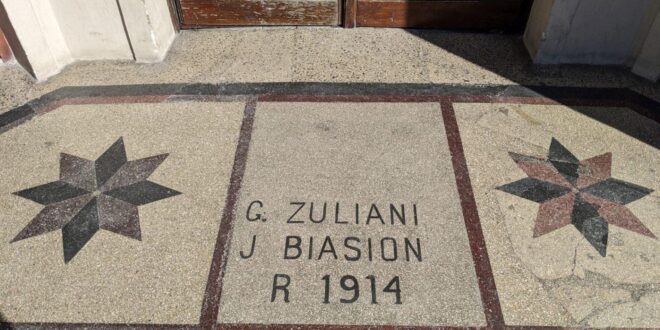 G. ZULIANI
J BIASION
R 1914